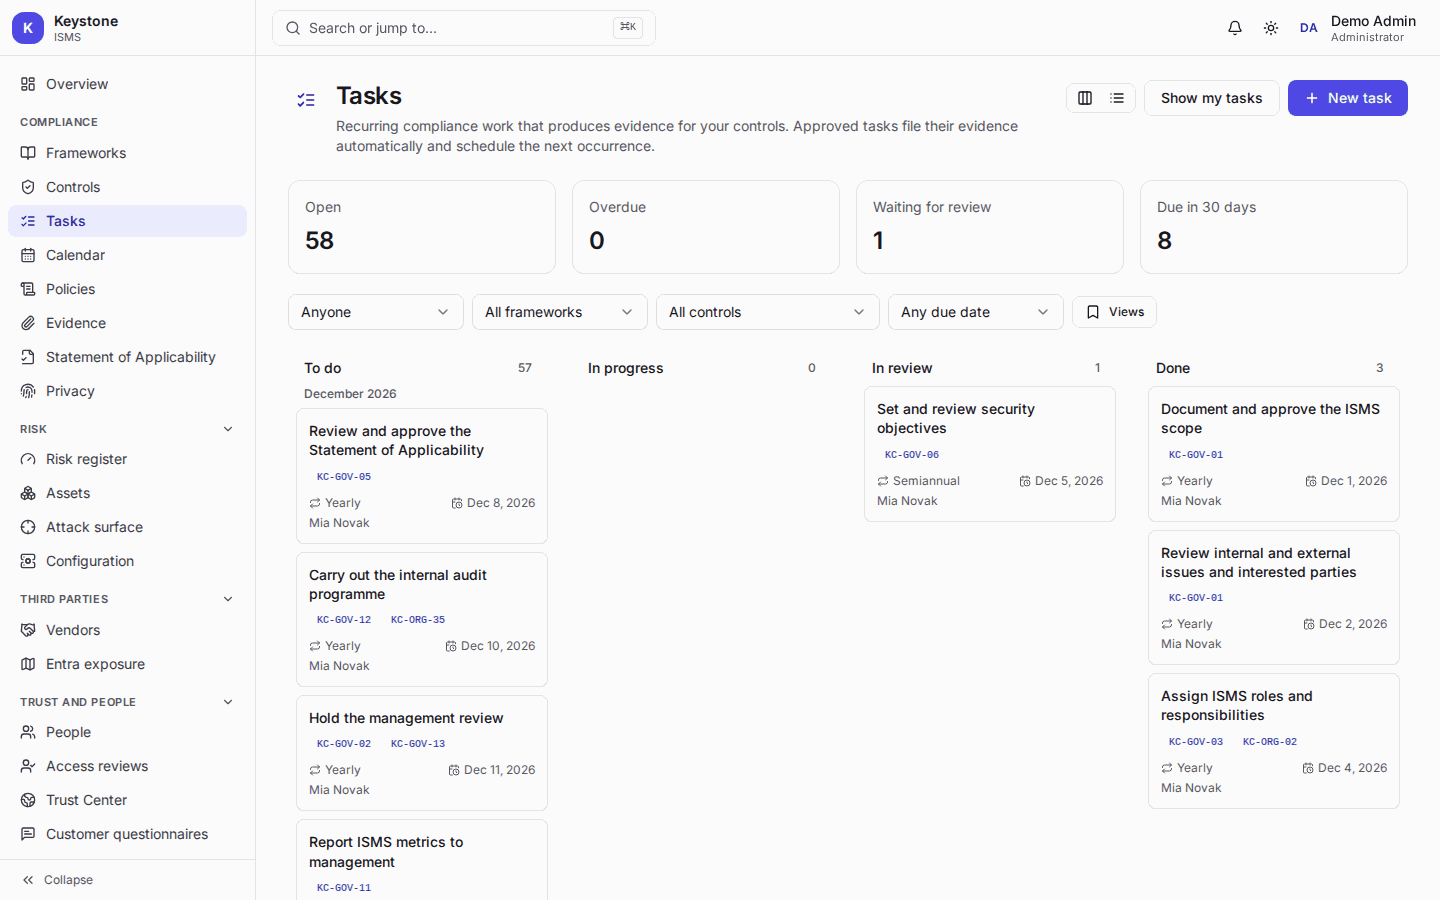 K
Keystone
ISMS
Search or jump to...
⌘K
DA
Demo Admin
Administrator
Overview
COMPLIANCE
Frameworks
Controls
Tasks
Calendar
Policies
Evidence
Statement of Applicability
Privacy
RISK
Risk register
Assets
Attack surface
Configuration
THIRD PARTIES
Vendors
Entra exposure
TRUST AND PEOPLE
People
Access reviews
Trust Center
Customer questionnaires
Collapse
Tasks
Recurring compliance work that produces evidence for your controls. Approved tasks file their evidence
automatically and schedule the next occurrence.
Show my tasks
New task
Open
58
Overdue
0
Waiting for review
1
Due in 30 days
8
Anyone
All frameworks
All controls
Any due date
Views
To do 57
December 2026
Review and approve the
Statement of Applicability
KC-GOV-05
Yearly Dec 8, 2026
Mia Novak
Carry out the internal audit
programme
KC-GOV-12 KC-ORG-35
Yearly Dec 10, 2026
Mia Novak
Hold the management review
KC-GOV-02 KC-GOV-13
Yearly Dec 11, 2026
Mia Novak
Report ISMS metrics to
management
KC-GOV-11
In progress 0
In review 1
Set and review security
objectives
KC-GOV-06
Semiannual Dec 5, 2026
Mia Novak
Done 3
Document and approve the ISMS
scope
KC-GOV-01
Yearly Dec 1, 2026
Mia Novak
Review internal and external
issues and interested parties
KC-GOV-01
Yearly Dec 2, 2026
Mia Novak
Assign ISMS roles and
responsibilities
KC-GOV-03 KC-ORG-02
Yearly Dec 4, 2026
Mia Novak